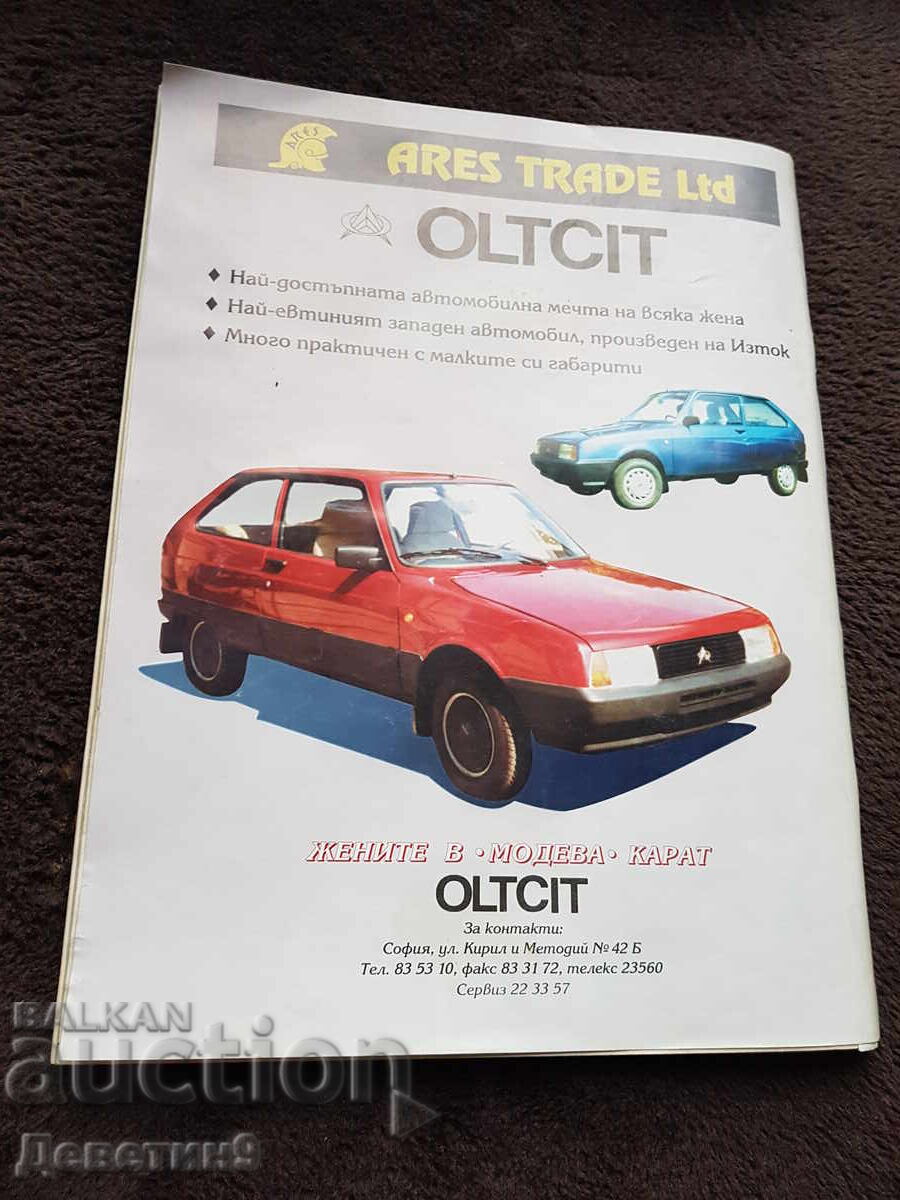 ARES
ARES TRADE Ltd
OLTCIT
♦ Най-достъпната автомобилна мечта на всяка жена
♦ Най-евтиният западен автомобил, произведен на Изток
♦ Много практичен с малките си габарити
ЖЕНИТЕ В • МОДЕВА • КАРАТ
OLTCIT
За контакти:
София, ул. Кирил и Методий № 42 Б
Тел. 83 53 10, факс 83 31 72, телекс 23560
Сервиз 22 33 57
BALKAN
auction
Деветин9